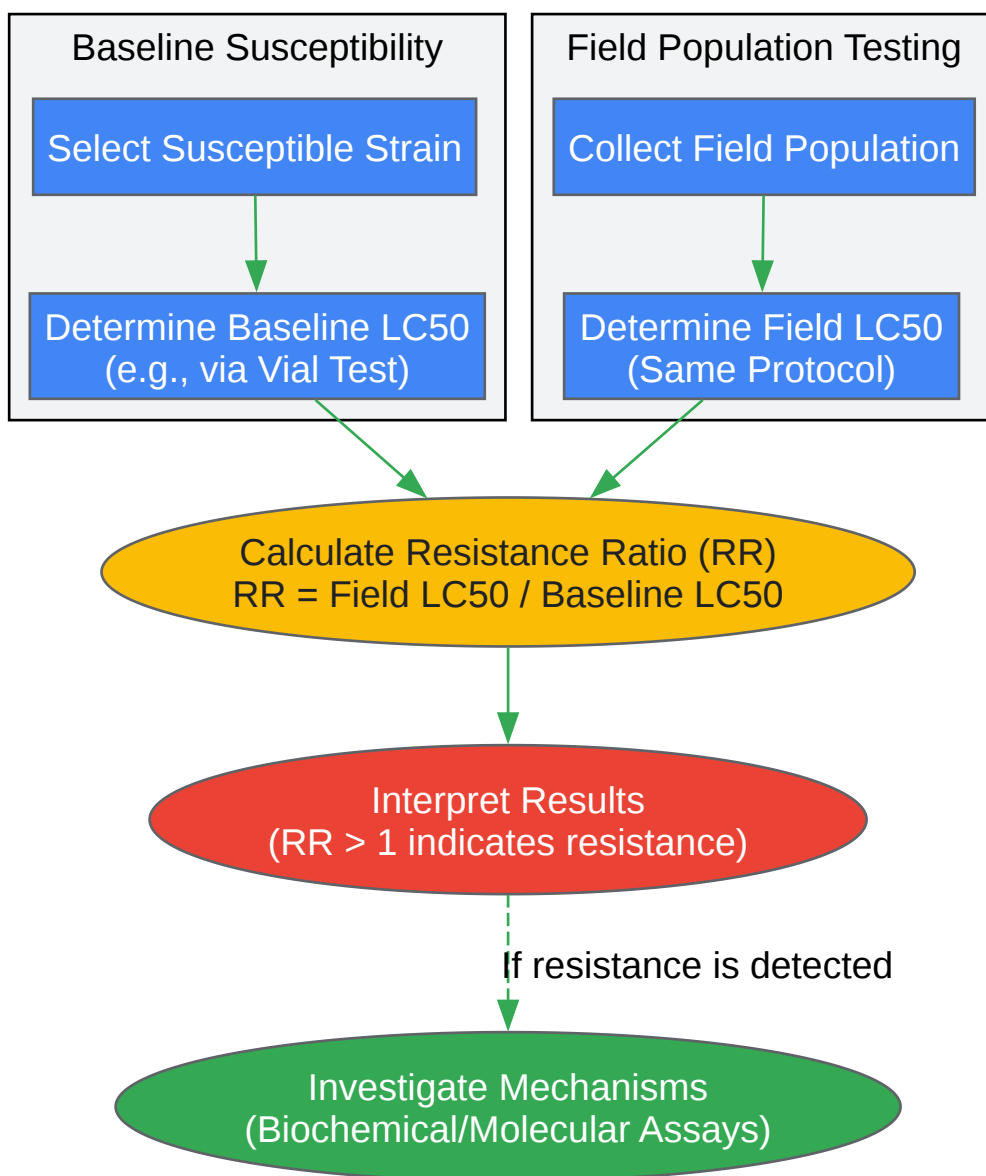 Baseline Susceptibility
Select Susceptible Strain
Determine Baseline LC50
(e.g., via Vial Test)
Field Population Testing
Collect Field Population
Determine Field LC50
(Same Protocol)
Calculate Resistance Ratio (RR)
RR = Field LC50 / Baseline LC50
Interpret Results
(RR > 1 indicates resistance)
If resistance is detected
Investigate Mechanisms
(Biochemical/Molecular Assays)